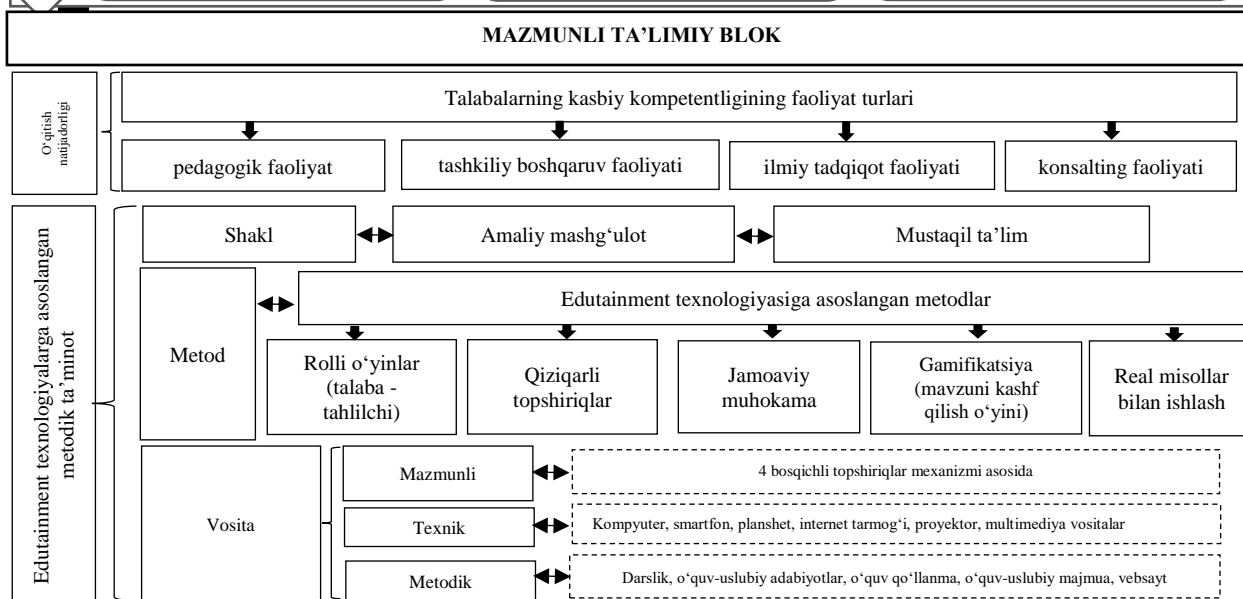 MAZMUNLI TA’LIMIY BLOK
O‘qitish
natijadorligi
Talabalarning kasbiy kompetentligining faoliyat turlari
pedagogik faoliyat
tashkiliy boshqaruv faoliyati
ilmiy tadqiqot faoliyati
konsalting faoliyati
Edutainment texnologiyalarga asoslangan
metodik ta’minot
Shakl
Amaliy mashg‘ulot
Mustaqil ta’lim
Metod
Edutainment texnologiyasiga asoslangan metodlar
Rolli o‘yinlar
(talaba -
tahlilchi)
Qiziqarli
topshiriqlar
Jamoaviy
muhokama
Gamifikatsiya
(mavzuni kashf
qilish o‘yini)
Real misollar
bilan ishlash
Vosita
Mazmunli
4 bosqichli topshiriqlar mexanizmi asosida
Texnik
Kompyuter, smartfon, planshet, internet tarmog‘i, proyektor, multimediya vositalar
Metodik
Darslik, o‘quv-uslubiy adabiyotlar, o‘quv qo‘llanma, o‘quv-uslubiy majmua, vebsayt